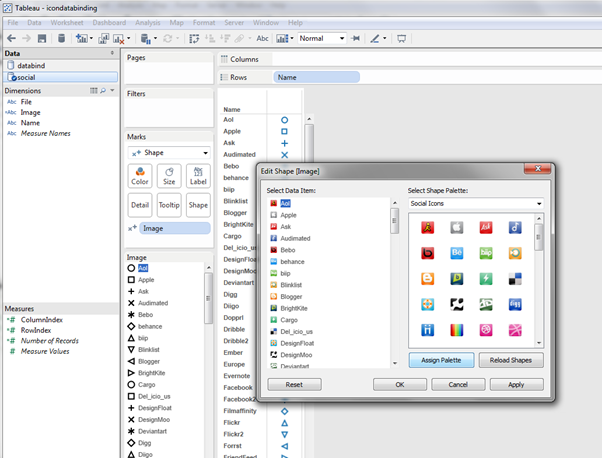 Tableau - icondatabinding
File Data Worksheet Dashboard Analysis Map Format Server Window Help
Abc Normal
Data
databind
social
Dimensions
Abc File
Abc Image
Abc Name
Abc Measure Names
Measures
# ColumnIndex
# RowIndex
# Number of Records
# Measure Values
Pages
Filters
Marks
Shape
Color Size Label
Detail Tooltip Shape
Image
Image
Aol
Apple
Ask
Audimated
Bebo
behance
biip
Blinklist
Blogger
BrightKite
Cargo
Del_icio_us
DesignFloat
DesignMoo
Deviantart
Digg
Diigo
Columns
Rows Name
Name
Aol
Apple
Ask
Audimated
Bebo
behance
biip
Blinklist
Blogger
BrightKite
Cargo
Del_icio_us
DesignFloat
DesignMoo
Deviantart
Digg
Diigo
Dopplr
Dribble
Dribble2
Ember
Europe
Evernote
Facebook
Facebook2
Filmaffinity
Flickr
Flickr2
Forrst
FriendFeed
Edit Shape [Image]
Select Data Item:
Aol
Apple
Ask
Audimated
Bebo
behance
biip
Blinklist
Blogger
BrightKite
Cargo
Del_icio_us
DesignFloat
DesignMoo
Deviantart
Select Shape Palette:
Social Icons
Assign Palette Reload Shapes
Reset OK Cancel Apply